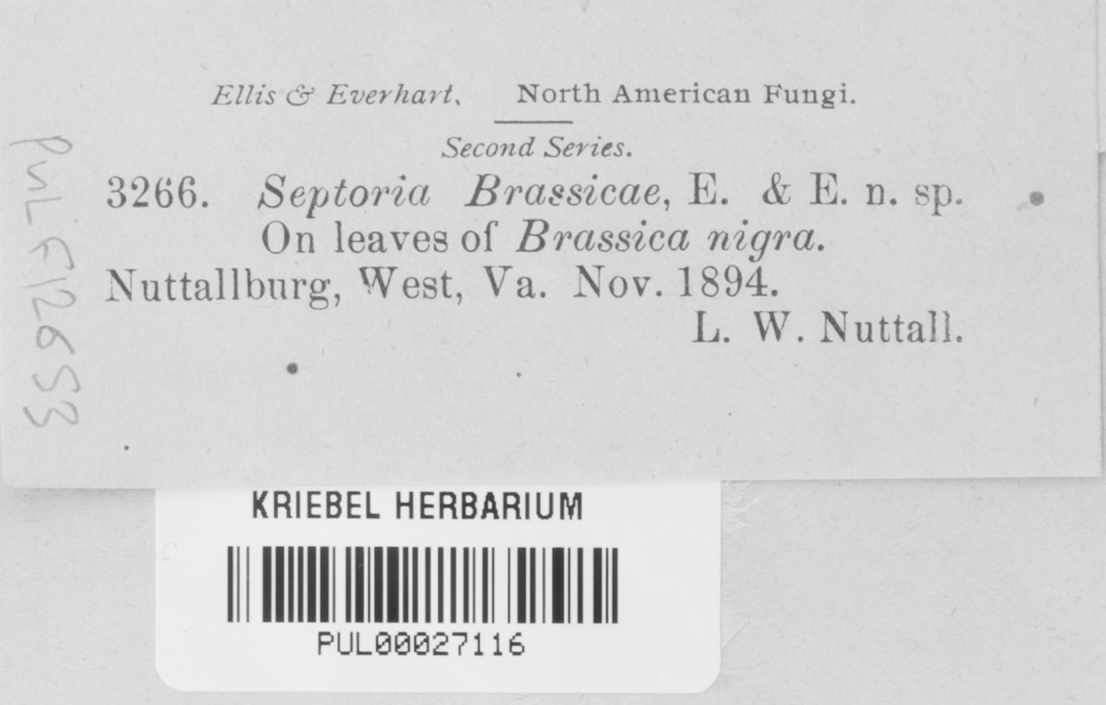 Ellis & Everhart. North American Fungi.
Second Series.
3266. Septoria Brassicae, E. & E. n. sp.
On leaves of Brassica nigra.
Nuttallburg, West, Va. Nov. 1894.
L. W. Nuttall.
PUL F12653
KRIEBEL HERBARIUM
PUL00027116